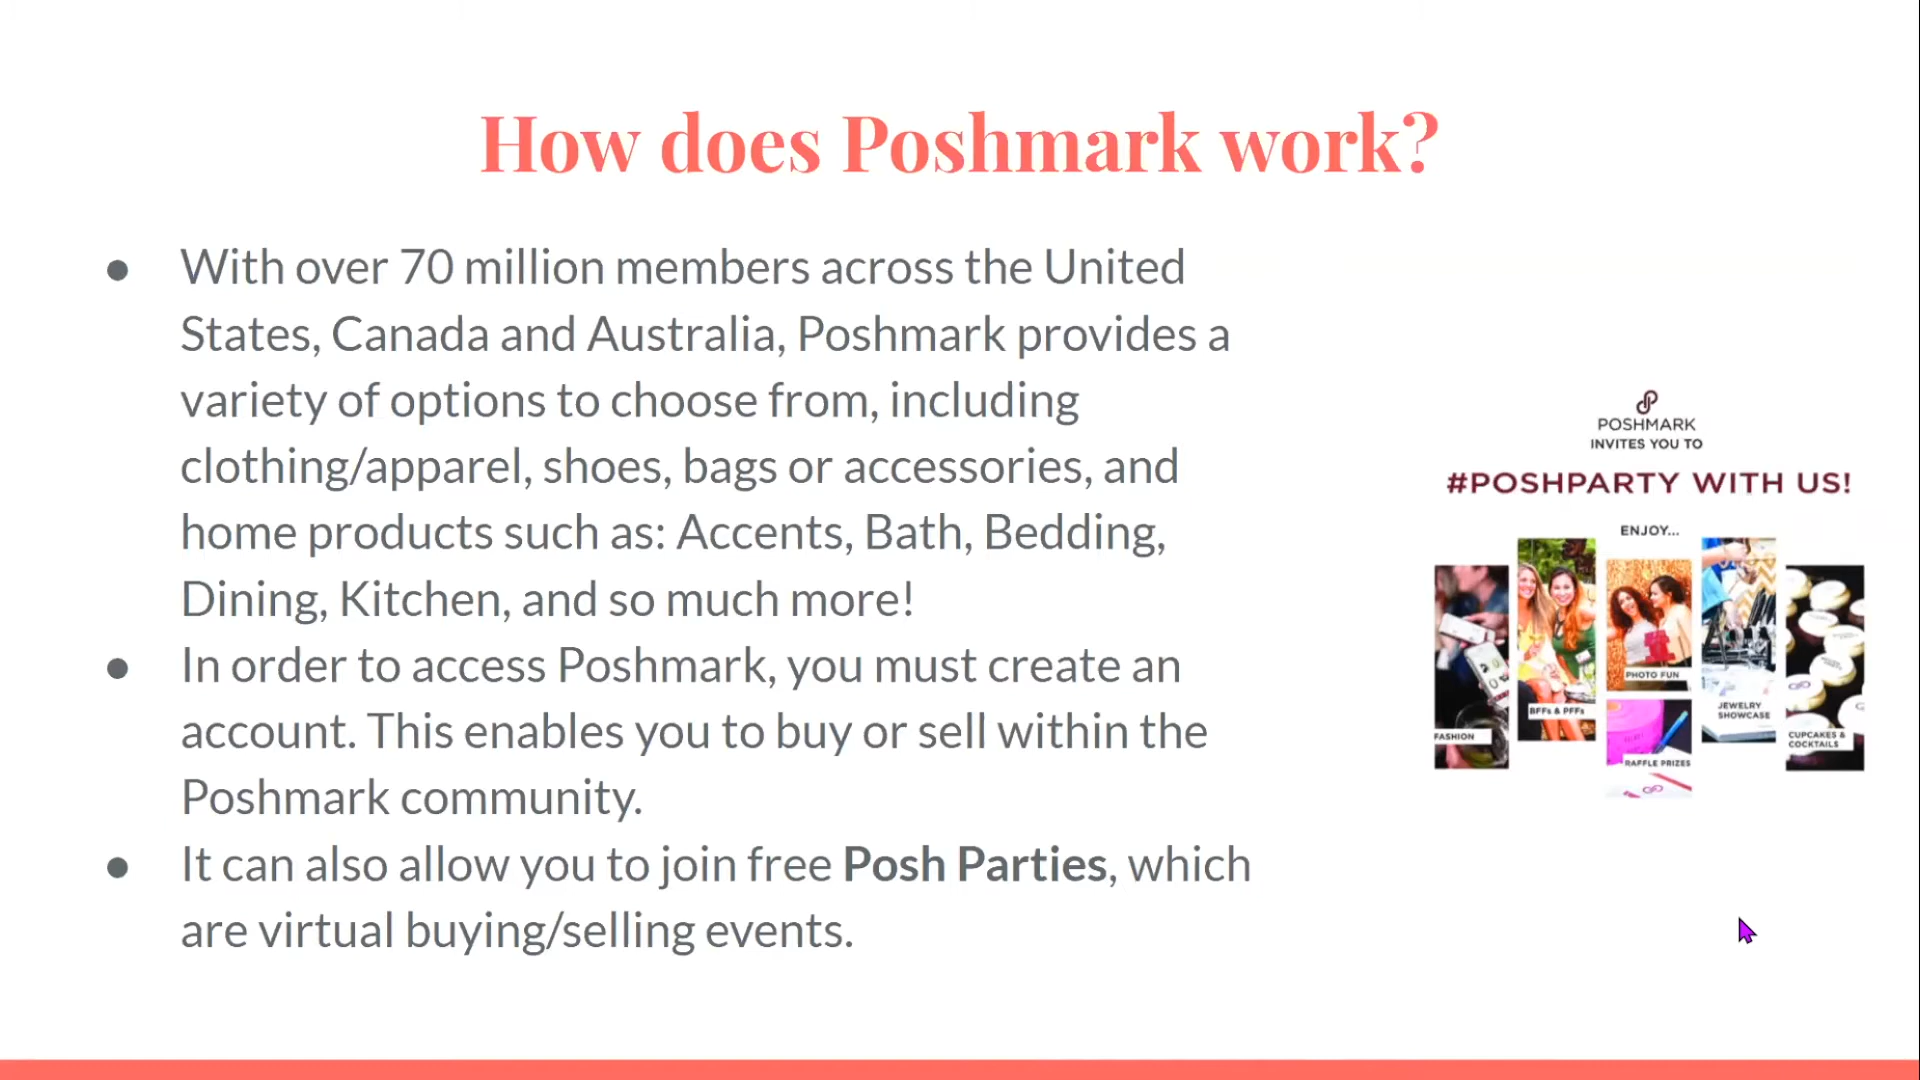 How does Poshmark work?
● With over 70 million members across the United
States, Canada and Australia, Poshmark provides a
variety of options to choose from, including
clothing/apparel, shoes, bags or accessories, and
home products such as: Accents, Bath, Bedding,
Dining, Kitchen, and so much more!
● In order to access Poshmark, you must create an
account. This enables you to buy or sell within the
Poshmark community.
● It can also allow you to join free Posh Parties, which
are virtual buying/selling events.
POSHMARK
INVITES YOU TO
#POSHPARTY WITH US!
ENJOY...
FASHION
BFFs & PFFs
PHOTO FUN
RAFFLE PRIZES
JEWELRY
SHOWCASE
CUPCAKES &
COCKTAILS